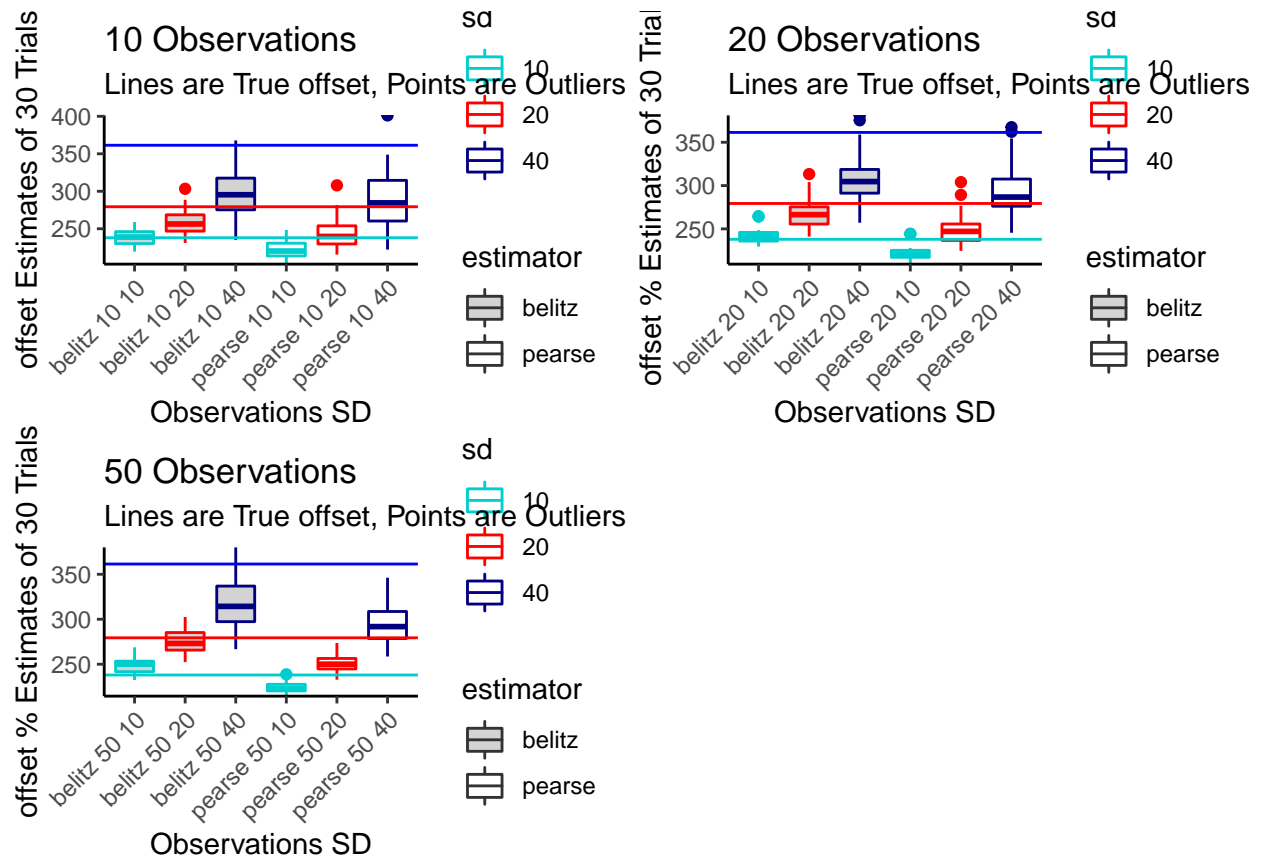 10 Observations
Lines are True offset, Points are Outliers
offset Estimates of 30 Trials
400
350
300
250
belitz 10 10
belitz 10 20
belitz 10 40
pearse 10 10
pearse 10 20
pearse 10 40
Observations SD
sd
10
20
40
estimator
belitz
pearse
20 Observations
Lines are True offset, Points are Outliers
offset % Estimates of 30 Trials
350
300
250
belitz 20 10
belitz 20 20
belitz 20 40
pearse 20 10
pearse 20 20
pearse 20 40
Observations SD
10
20
40
estimator
belitz
pearse
50 Observations
Lines are True offset, Points are Outliers
offset % Estimates of 30 Trials
350
300
250
belitz 50 10
belitz 50 20
belitz 50 40
pearse 50 10
pearse 50 20
pearse 50 40
Observations SD
sd
10
20
40
estimator
belitz
pearse